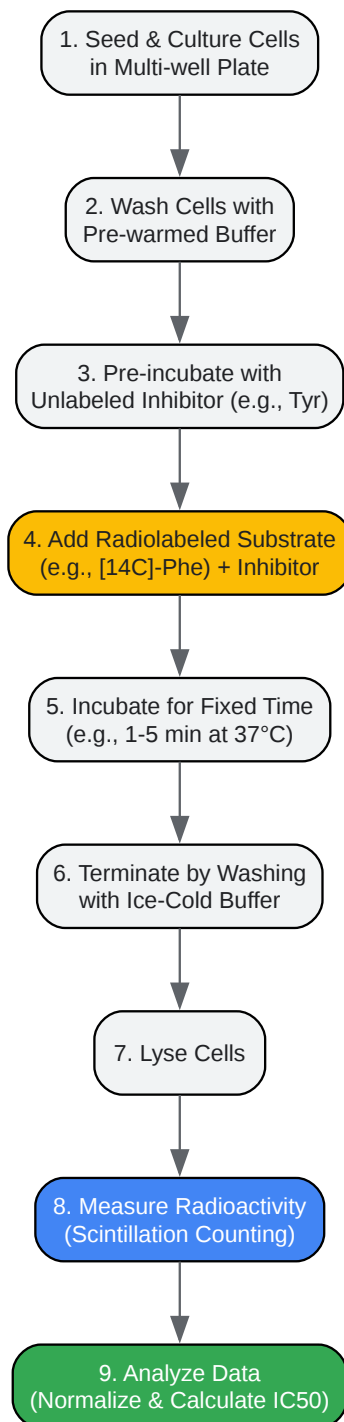 1. Seed & Culture Cells
in Multi-well Plate
2. Wash Cells with
Pre-warmed Buffer
3. Pre-incubate with
Unlabeled Inhibitor (e.g., Tyr)
4. Add Radiolabeled Substrate
(e.g., [14C]-Phe) + Inhibitor
5. Incubate for Fixed Time
(e.g., 1-5 min at 37°C)
6. Terminate by Washing
with Ice-Cold Buffer
7. Lyse Cells
8. Measure Radioactivity
(Scintillation Counting)
9. Analyze Data
(Normalize & Calculate IC50)